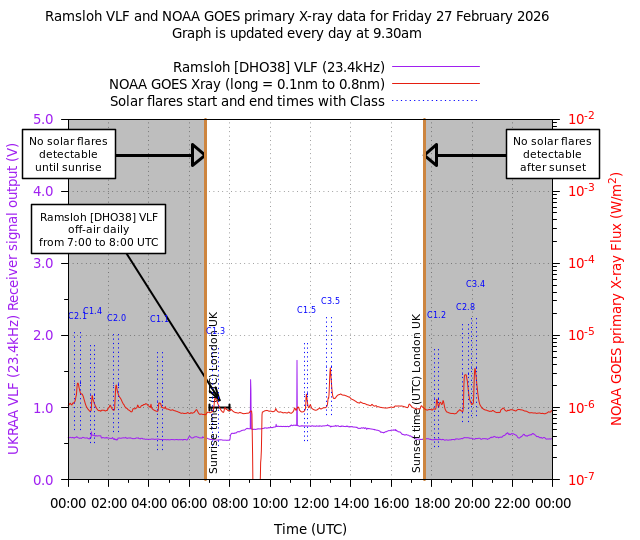 Ramsloh VLF and NOAA GOES primary X-ray data for Friday 27 February 2026
Graph is updated every day at 9.30am
Ramsloh [DHO38] VLF (23.4kHz)
NOAA GOES Xray (long = 0.1nm to 0.8nm)
Solar flares start and end times with Class
5.0
4.0
3.0
2.0
1.0
0.0
UKRAA VLF (23.4kHz) Receiver signal output (V)
10^-2
10^-3
10^-4
10^-5
10^-6
10^-7
NOAA GOES primary X-ray Flux (W/m²)
No solar flares
detectable
until sunrise
No solar flares
detectable
after sunset
Ramsloh [DHO38] VLF
off-air daily
from 7:00 to 8:00 UTC
C2.1
C1.4
C2.0
C1.1
C1.5
C3.5
C1.2
C2.8
C3.4
Sunrise time (UTC) London UK
Sunset time (UTC) London UK
00:00 02:00 04:00 06:00 08:00 10:00 12:00 14:00 16:00 18:00 20:00 22:00 00:00
Time (UTC)